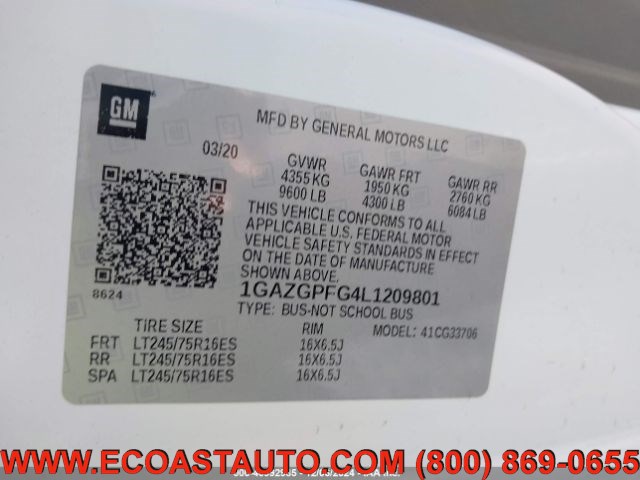 GM
MFD BY GENERAL MOTORS LLC
03/20
GVWR GAWR FRT GAWR RR
4355 KG 1950 KG 2760 KG
9600 LB 4300 LB 6084 LB
THIS VEHICLE CONFORMS TO ALL
APPLICABLE U.S. FEDERAL MOTOR
VEHICLE SAFETY STANDARDS IN EFFECT
ON THE DATE OF MANUFACTURE
SHOWN ABOVE.
8624
1GAZGPFG4L1209801
TYPE: BUS-NOT SCHOOL BUS
MODEL: 41CG33706
TIRE SIZE RIM
FRT LT245/75R16ES 16X6.5J
RR LT245/75R16ES 16X6.5J
SPA LT245/75R16ES 16X6.5J
WWW.ECOASTAUTO.COM (800) 869-0655